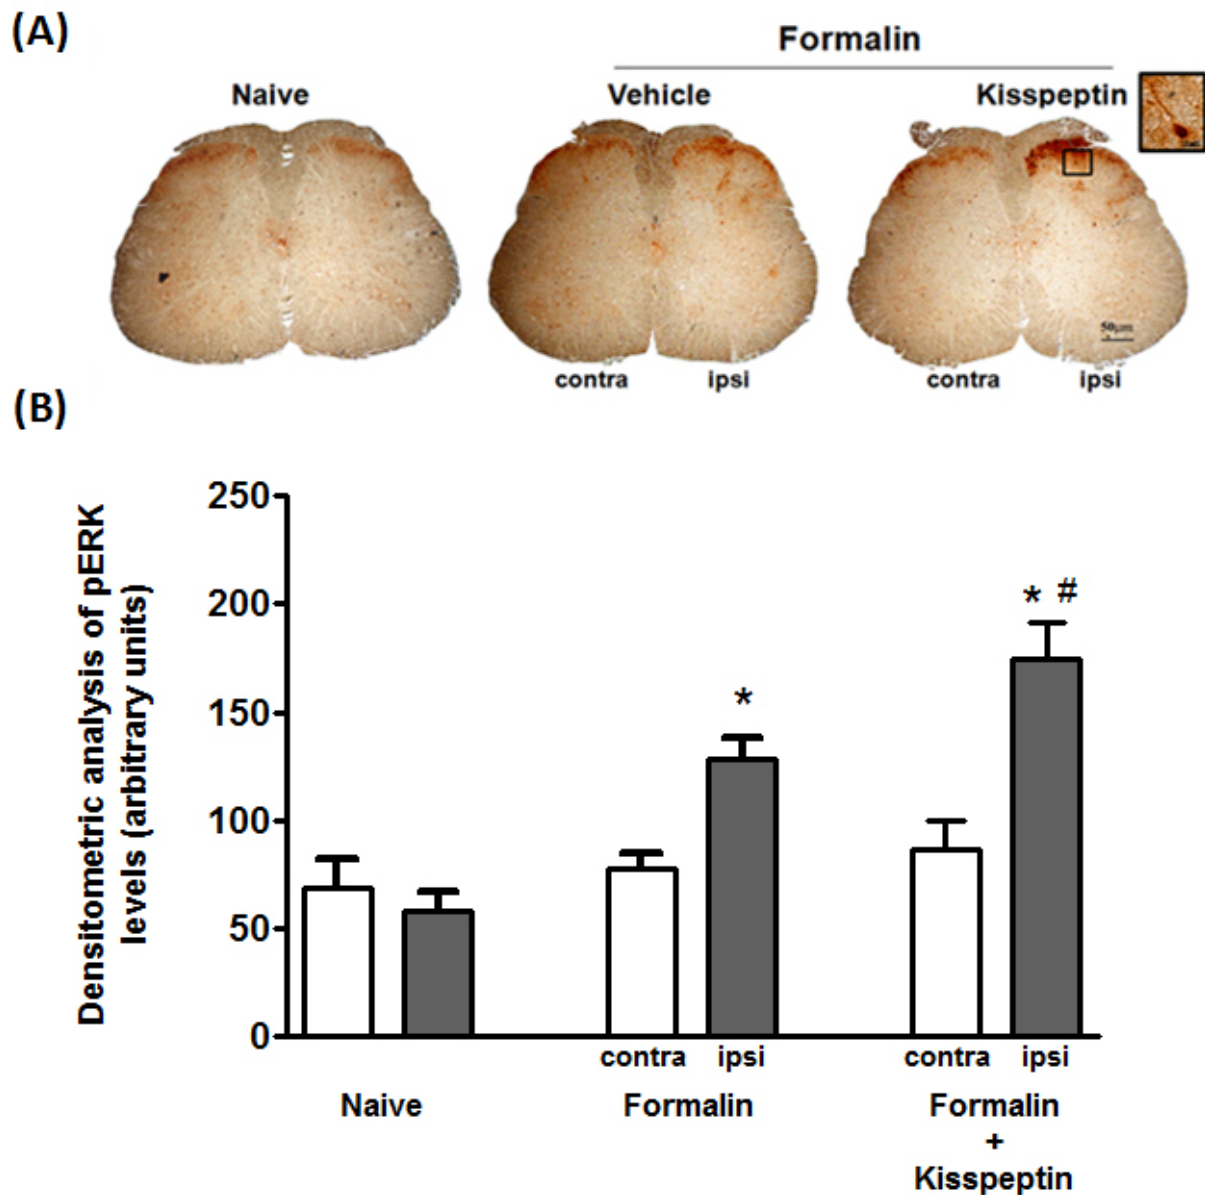 (A)
Formalin
Naive
Vehicle
Kisspeptin
50μm
contra
ipsi
contra
ipsi
(B)
Densitometric analysis of pERK
levels (arbitrary units)
250
200
150
100
50
0
*
* #
contra
ipsi
contra
ipsi
Naive
Formalin
Formalin
+
Kisspeptin